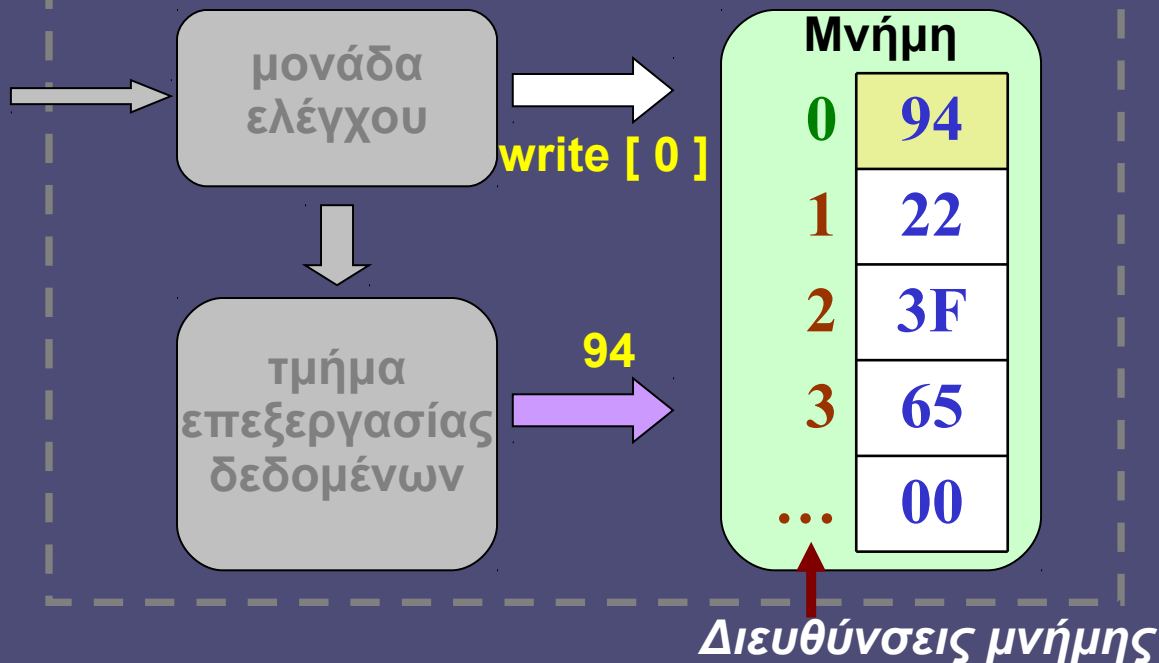 μονάδα
ελέγχου
write [ 0 ]
τμήμα
επεξεργασίας
δεδομένων
94
Μνήμη
0 94
1 22
2 3F
3 65
... 00
Διευθύνσεις μνήμης